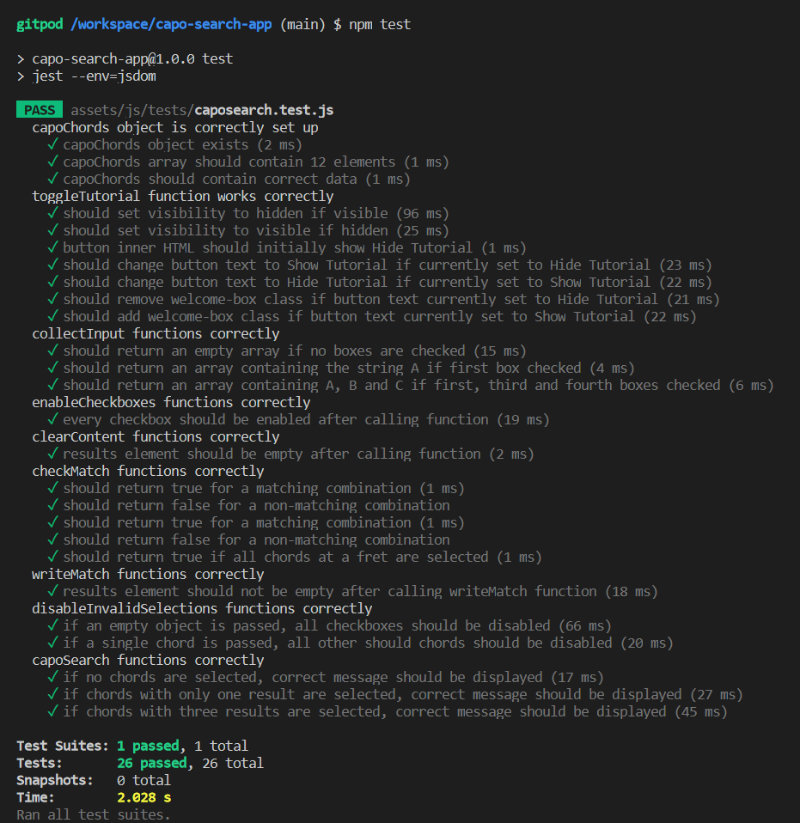 gitpod /workspace/capo-search-app (main) $ npm test
> capo-search-app@1.0.0 test
> jest --env=jsdom
PASS assets/js/tests/caposearch.test.js
capoChords object is correctly set up
✓ capoChords object exists (2 ms)
✓ capoChords array should contain 12 elements (1 ms)
✓ capoChords should contain correct data (1 ms)
toggleTutorial function works correctly
✓ should set visibility to hidden if visible (96 ms)
✓ should set visibility to visible if hidden (25 ms)
✓ button inner HTML should initially show Hide Tutorial (1 ms)
✓ should change button text to Show Tutorial if currently set to Hide Tutorial (23 ms)
✓ should change button text to Hide Tutorial if currently set to Show Tutorial (22 ms)
✓ should remove welcome-box class if button text currently set to Hide Tutorial (21 ms)
✓ should add welcome-box class if button text currently set to Show Tutorial (22 ms)
collectInput functions correctly
✓ should return an empty array if no boxes are checked (15 ms)
✓ should return an array containing the string A if first box checked (4 ms)
✓ should return an array containing A, B and C if first, third and fourth boxes checked (6 ms)
enableCheckboxes functions correctly
✓ every checkbox should be enabled after calling function (19 ms)
clearContent functions correctly
✓ results element should be empty after calling function (2 ms)
checkMatch functions correctly
✓ should return true for a matching combination (1 ms)
✓ should return false for a non-matching combination
✓ should return true for a matching combination (1 ms)
✓ should return false for a non-matching combination
✓ should return true if all chords at a fret are selected (1 ms)
writeMatch functions correctly
✓ results element should not be empty after calling writeMatch function (18 ms)
disableInvalidSelections functions correctly
✓ if an empty object is passed, all checkboxes should be disabled (66 ms)
✓ if a single chord is passed, all other should chords should be disabled (20 ms)
capoSearch functions correctly
✓ if no chords are selected, correct message should be displayed (17 ms)
✓ if chords with only one result are selected, correct message should be displayed (27 ms)
✓ if chords with three results are selected, correct message should be displayed (45 ms)
Test Suites: 1 passed, 1 total
Tests: 26 passed, 26 total
Snapshots: 0 total
Time: 2.028 s
Ran all test suites.